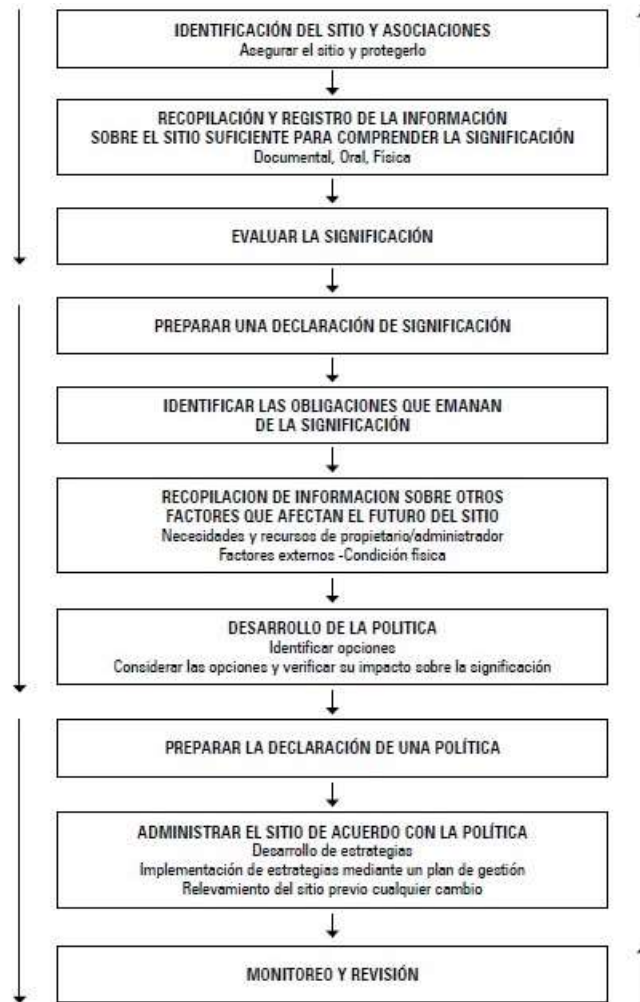 IDENTIFICACIÓN DEL SITIO Y ASOCIACIONES
Asegurar el sitio y protegerlo
RECOPILACIÓN Y REGISTRO DE LA INFORMACIÓN
SOBRE EL SITIO SUFICIENTE PARA COMPRENDER LA SIGNIFICACIÓN
Documental, Oral, Física
EVALUAR LA SIGNIFICACIÓN
PREPARAR UNA DECLARACIÓN DE SIGNIFICACIÓN
IDENTIFICAR LAS OBLIGACIONES QUE EMANAN
DE LA SIGNIFICACIÓN
RECOPILACION DE INFORMACION SOBRE OTROS
FACTORES QUE AFECTAN EL FUTURO DEL SITIO
Necesidades y recursos de propietario/administrador
Factores externos -Condición física
DESARROLLO DE LA POLITICA
Identificar opciones
Considerar las opciones y verificar su impacto sobre la significación
PREPARAR LA DECLARACIÓN DE UNA POLÍTICA
ADMINISTRAR EL SITIO DE ACUERDO CON LA POLÍTICA
Desarrollo de estrategias
Implementación de estrategias mediante un plan de gestión
Relevamiento del sitio previo cualquier cambio
MONITOREO Y REVISIÓN